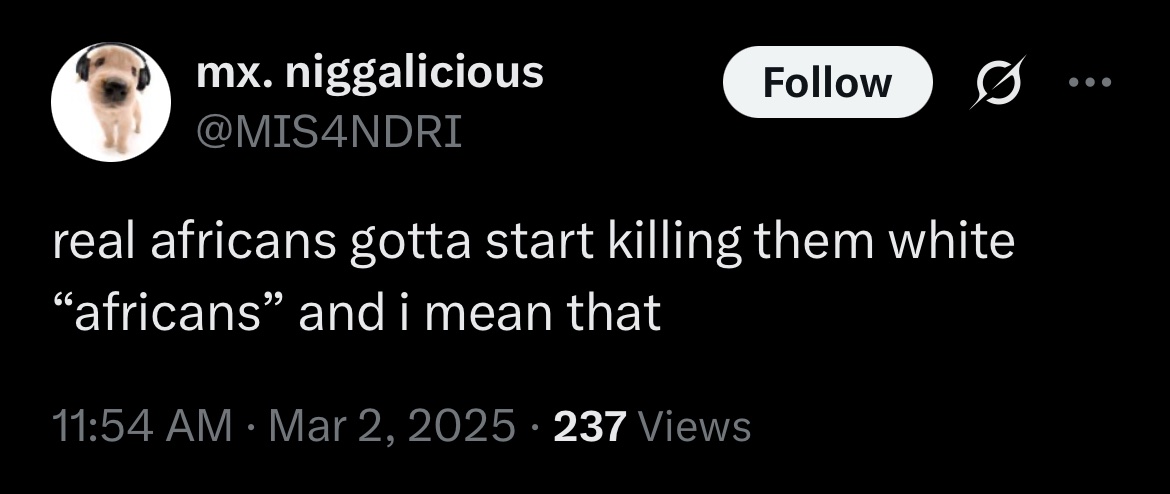 mx. niggalicious
Follow
@MIS4NDRI
real africans gotta start killing them white
“africans” and i mean that
11:54 AM · Mar 2, 2025 · 237 Views